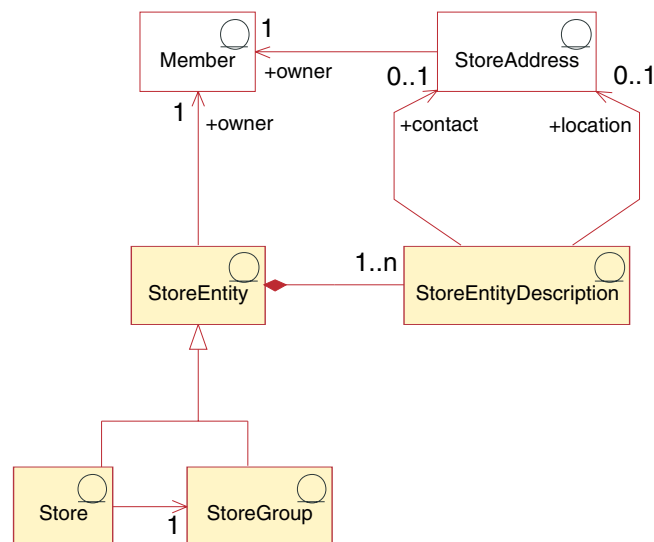 1
Member
StoreAddress
+owner
0..1
0..1
1
+owner
+contact
+location
1..n
StoreEntity
StoreEntityDescription
Store
1
StoreGroup